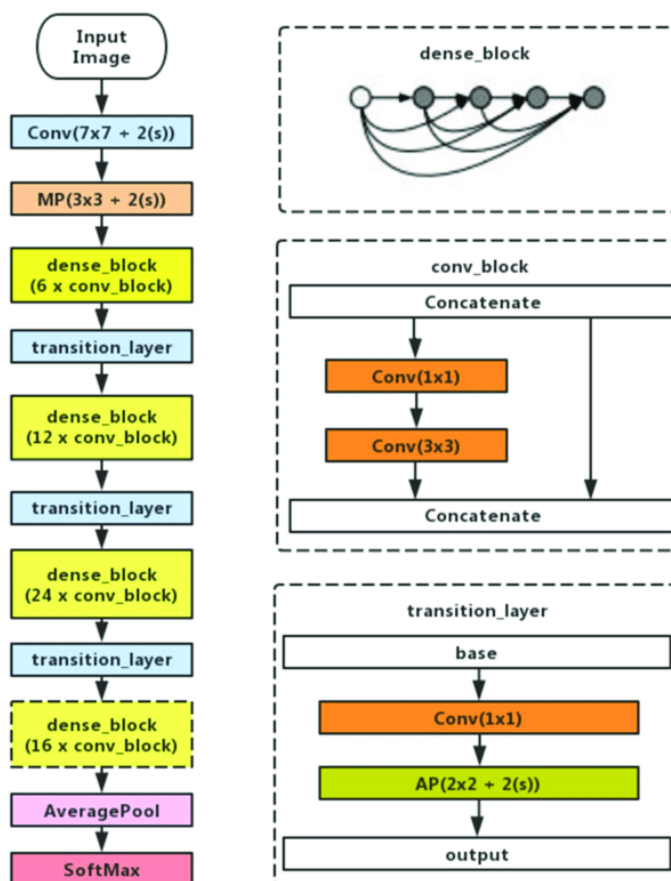 Input
Image
Conv(7x7 + 2(s))
MP(3x3 + 2(s))
dense_block
(6 x conv_block)
transition_layer
dense_block
(12 x conv_block)
transition_layer
dense_block
(24 x conv_block)
transition_layer
dense_block
(16 x conv_block)
AveragePool
SoftMax
dense_block
conv_block
Concatenate
Conv(1x1)
Conv(3x3)
Concatenate
transition_layer
base
Conv(1x1)
AP(2x2 + 2(s))
output